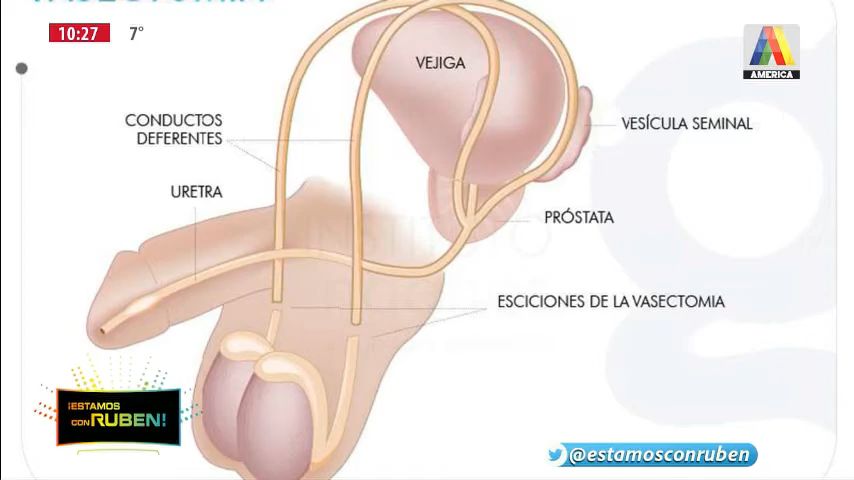 10:27 7°
AMERICA
VEJIGA
CONDUCTOS
DEFERENTES
VESÍCULA SEMINAL
URETRA
PRÓSTATA
INSTITUTO
ESCICIONES DE LA VASECTOMIA
¡ESTAMOS
CON RUBEN!
@estamosconruben